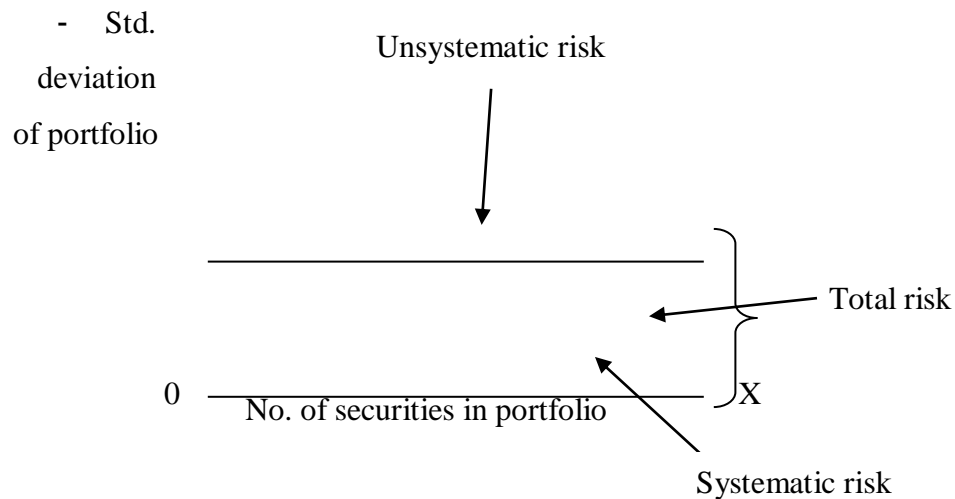 - Std.
deviation
of portfolio
Unsystematic risk
Total risk
0
No. of securities in portfolio
X
Systematic risk